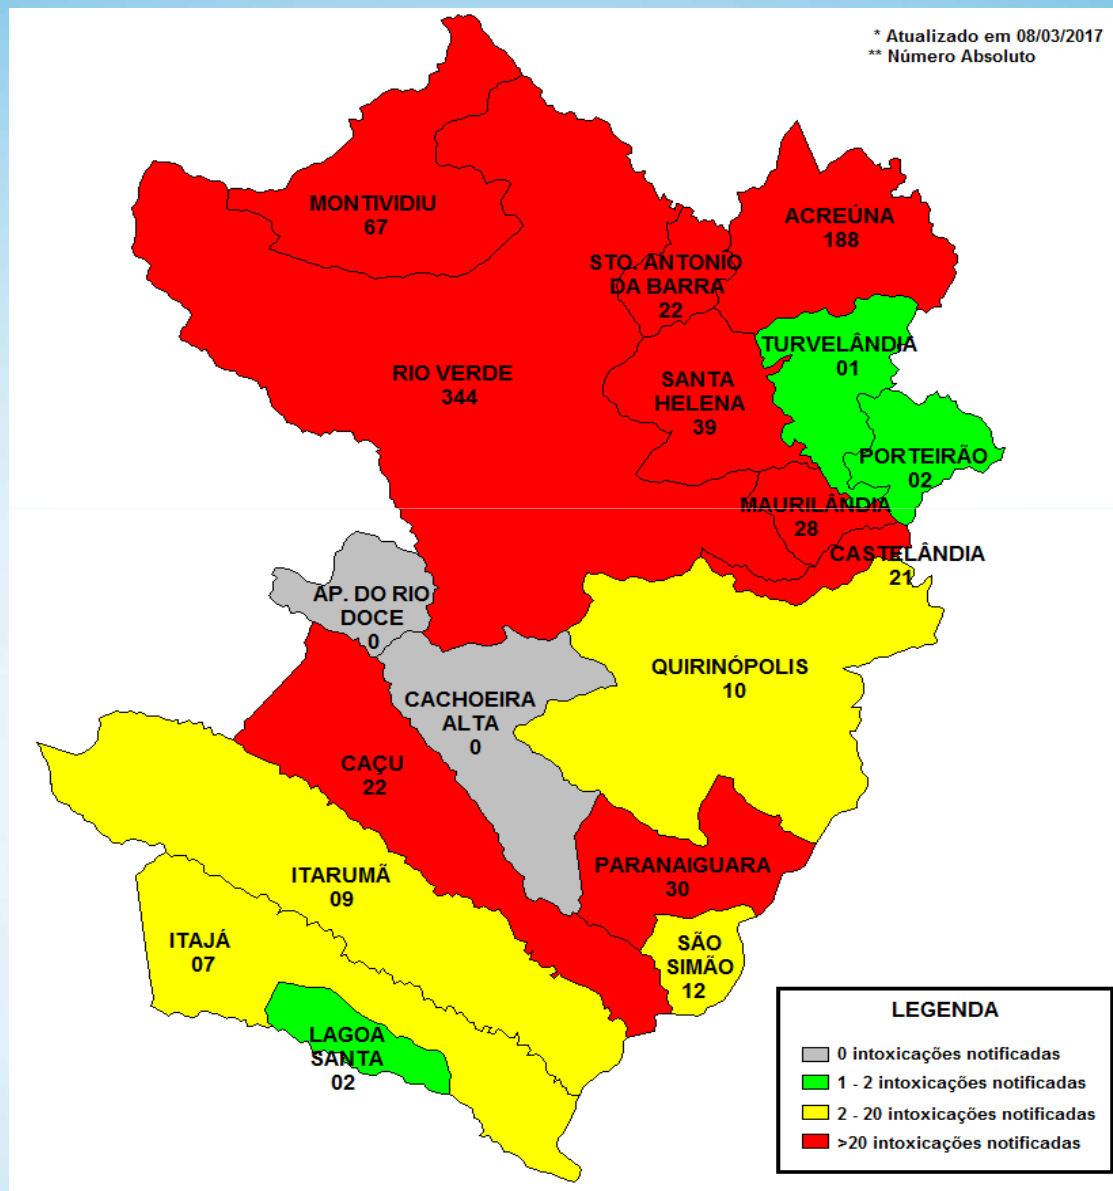 * Atualizado em 08/03/2017
** Número Absoluto
MONTIVIDIU
67
ACREÚNA
188
STO. ANTONIO
DA BARRA
22
TURVELÂNDIA
01
RIO VERDE
344
SANTA
HELENA
39
PORTEIRÃO
02
MAURILÂNDIA
28
CASTELÂNDIA
21
AP. DO RIO
DOCE
0
QUIRINÓPOLIS
10
CACHOEIRA
ALTA
0
CAÇU
22
PARANAIGUARA
30
ITARUMÃ
09
ITAJÁ
07
SÃO
SIMÃO
12
LAGOA
SANTA
02
LEGENDA
0 intoxicações notificadas
1 - 2 intoxicações notificadas
2 - 20 intoxicações notificadas
>20 intoxicações notificadas